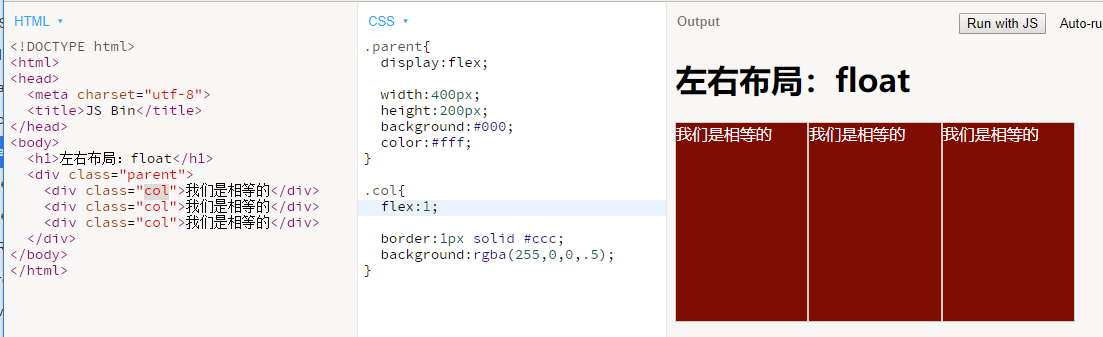 HTML ▾
<!DOCTYPE html>
<html>
<head>
  <meta charset="utf-8">
  <title>JS Bin</title>
</head>
<body>
  <h1>左右布局：float</h1>
  <div class="parent">
    <div class="col">我们是相等的</div>
    <div class="col">我们是相等的</div>
    <div class="col">我们是相等的</div>
  </div>
</body>
</html>
CSS ▾
.parent{
  display:flex;
  width:400px;
  height:200px;
  background:#000;
  color:#fff;
}
.col{
  flex:1;
  border:1px solid #ccc;
  background:rgba(255,0,0,.5);
}
Output
Run with JS
Auto-ru
左右布局：float
我们是相等的 我们是相等的 我们是相等的